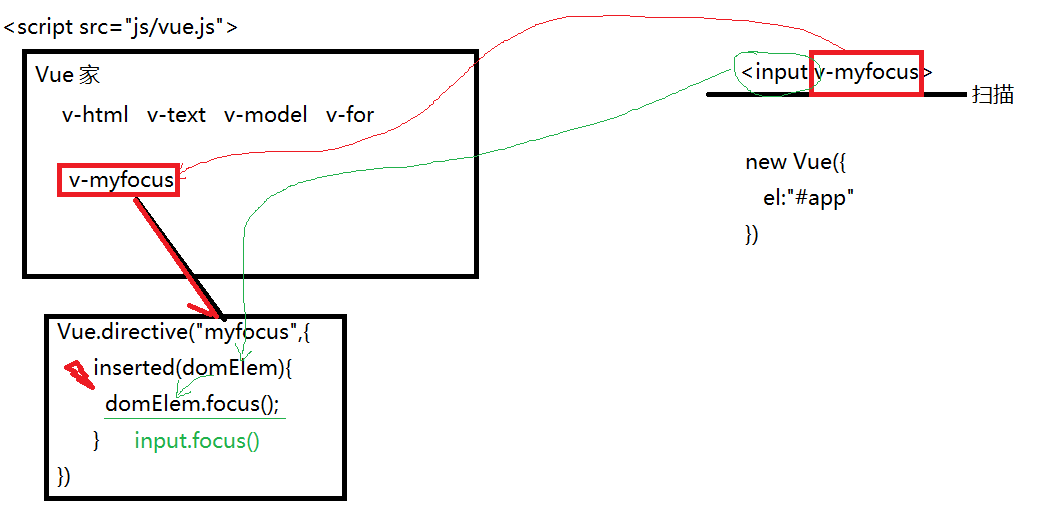 <script src="js/vue.js">
Vue 家
v-html v-text v-model v-for
v-myfocus
Vue.directive("myfocus",{
inserted(domElem){
domElem.focus();
} input.focus()
})
<input v-myfocus>
扫描
new Vue({
el:"#app"
})